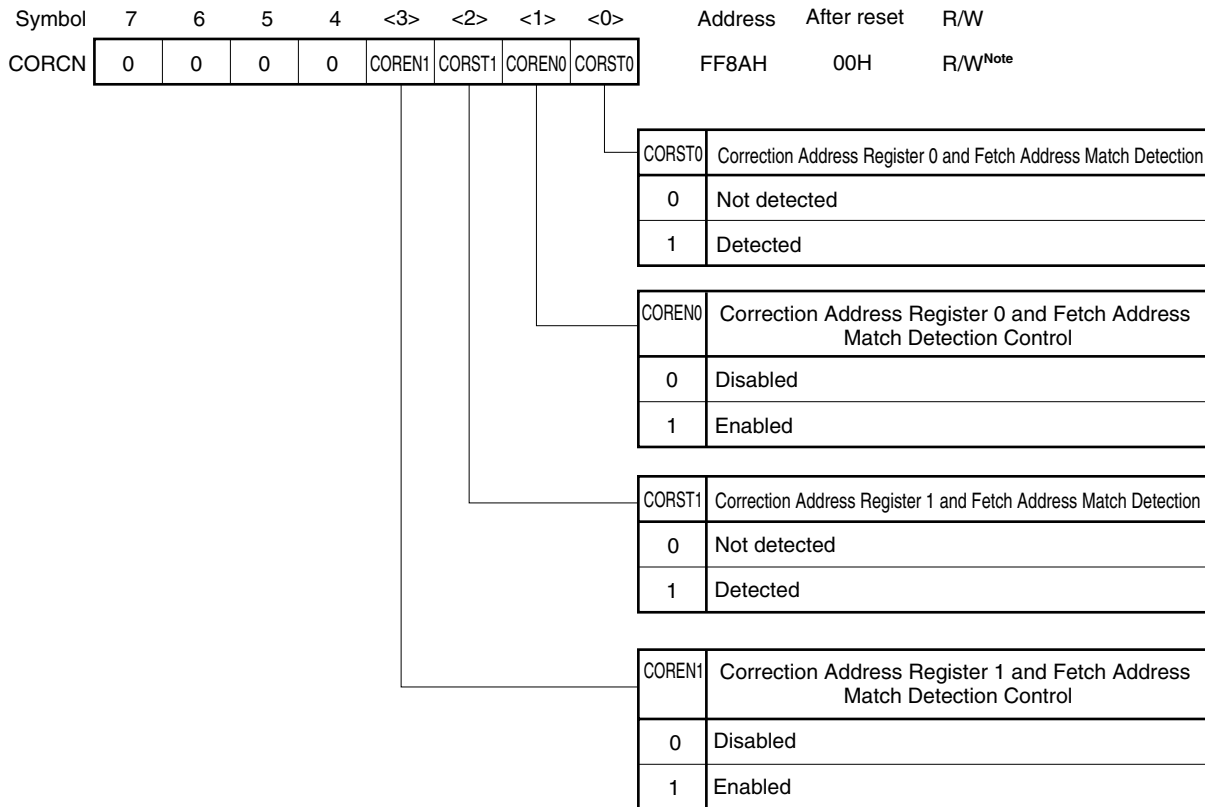 Symbol 7 6 5 4 <3> <2> <1> <0> Address After reset R/W
CORCN 0 0 0 0 COREN1 CORST1 COREN0 CORST0 FF8AH 00H R/WNote
CORST0 Correction Address Register 0 and Fetch Address Match Detection
0 Not detected
1 Detected
COREN0 Correction Address Register 0 and Fetch Address
Match Detection Control
0 Disabled
1 Enabled
CORST1 Correction Address Register 1 and Fetch Address Match Detection
0 Not detected
1 Detected
COREN1 Correction Address Register 1 and Fetch Address
Match Detection Control
0 Disabled
1 Enabled